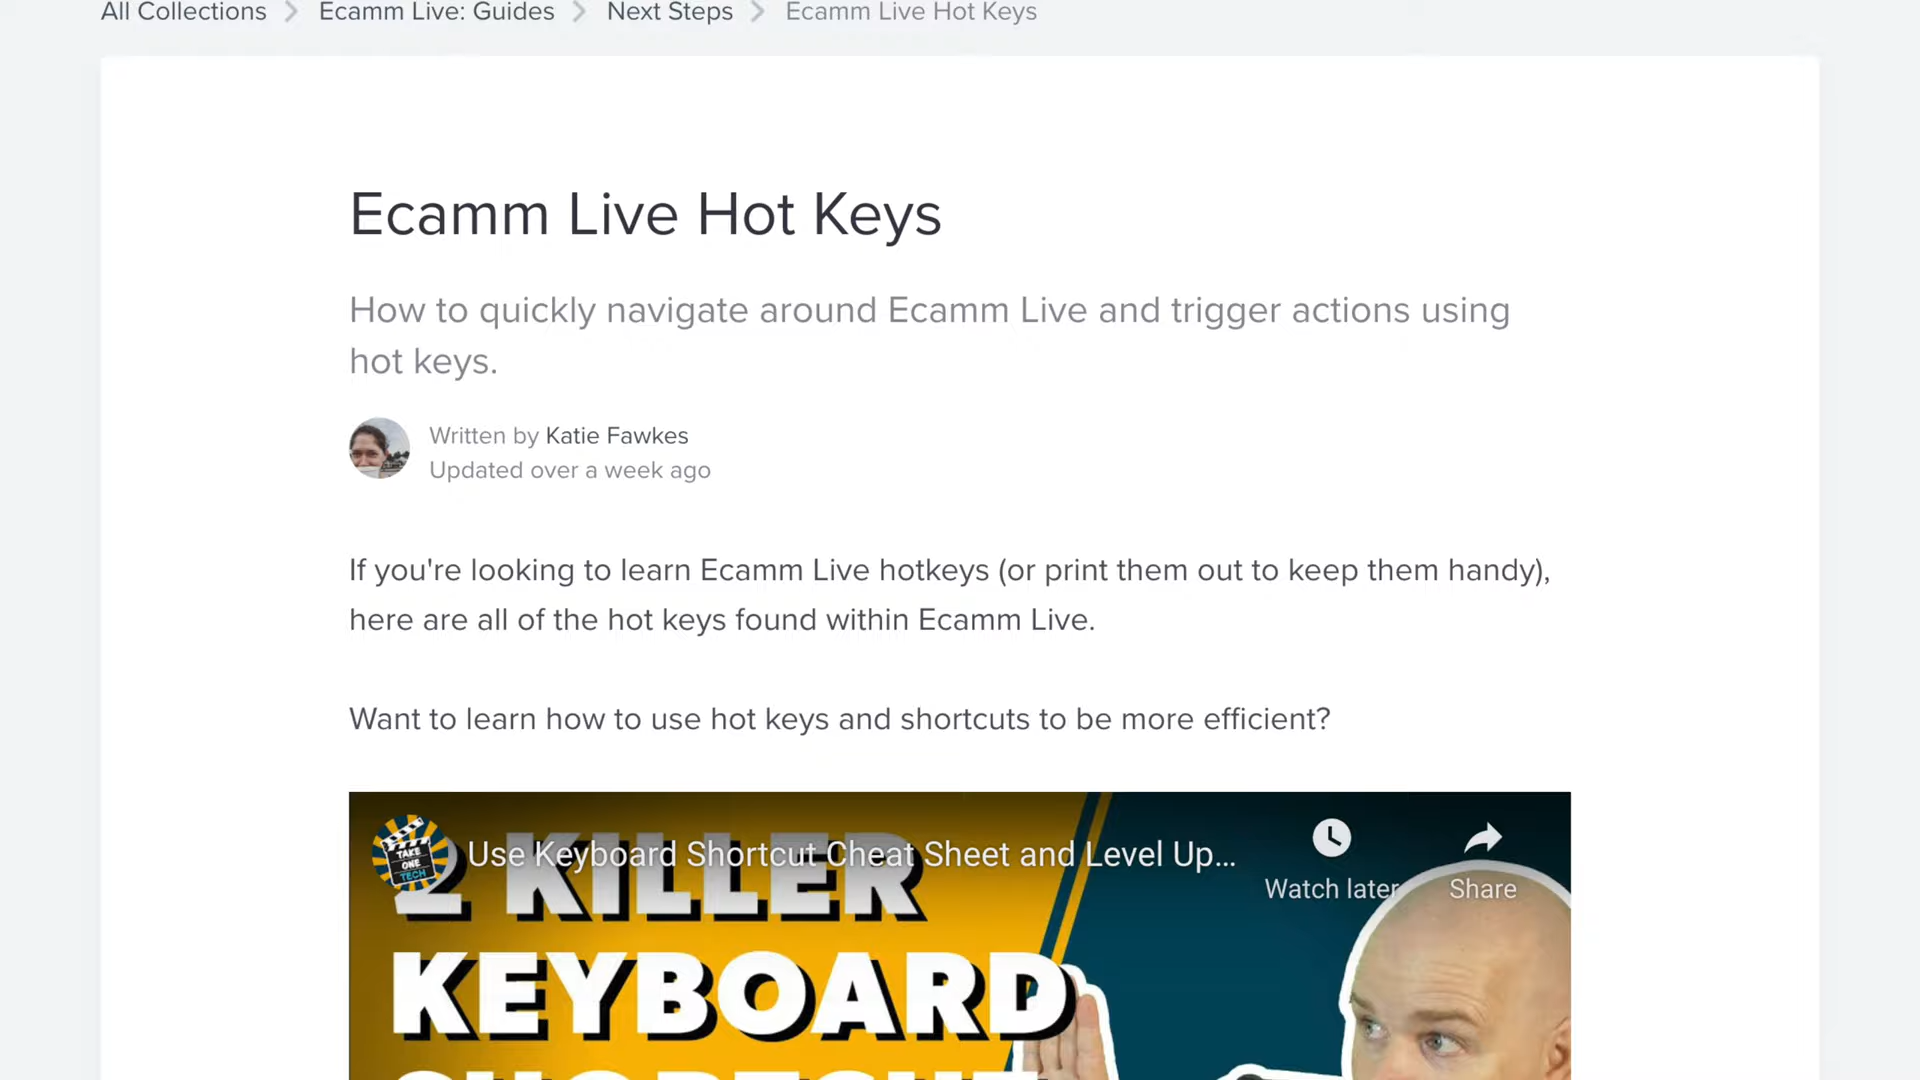 All Collections > Ecamm Live: Guides > Next Steps > Ecamm Live Hot Keys
Ecamm Live Hot Keys
How to quickly navigate around Ecamm Live and trigger actions using
hot keys.
Written by Katie Fawkes
Updated over a week ago
If you're looking to learn Ecamm Live hotkeys (or print them out to keep them handy),
here are all of the hot keys found within Ecamm Live.
Want to learn how to use hot keys and shortcuts to be more efficient?
TAKE
ONE
TECH
Use Keyboard Shortcut Cheat Sheet and Level Up...
Watch later
Share
2 KILLER
KEYBOARD